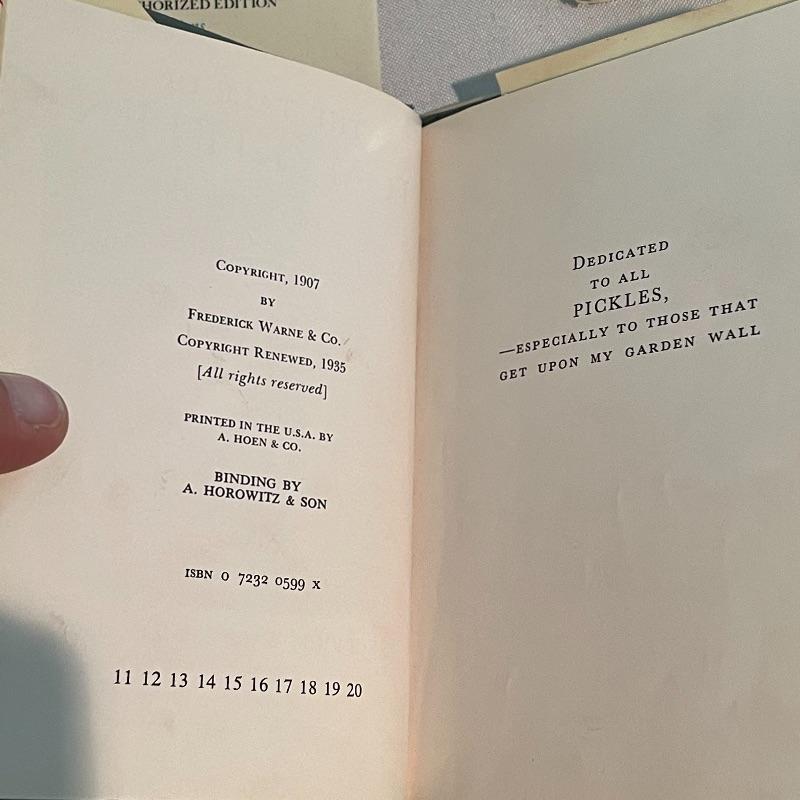 HORIZED EDITION
COPYRIGHT, 1907
BY
FREDERICK WARNE & CO.
COPYRIGHT RENEWED, 1935
[All rights reserved]
PRINTED IN THE U.S.A. BY
A. HOEN & CO.
BINDING BY
A. HOROWITZ & SON
ISBN 0 7232 0599 X
11 12 13 14 15 16 17 18 19 20
DEDICATED
TO ALL
PICKLES,
—ESPECIALLY TO THOSE THAT
GET UPON MY GARDEN WALL